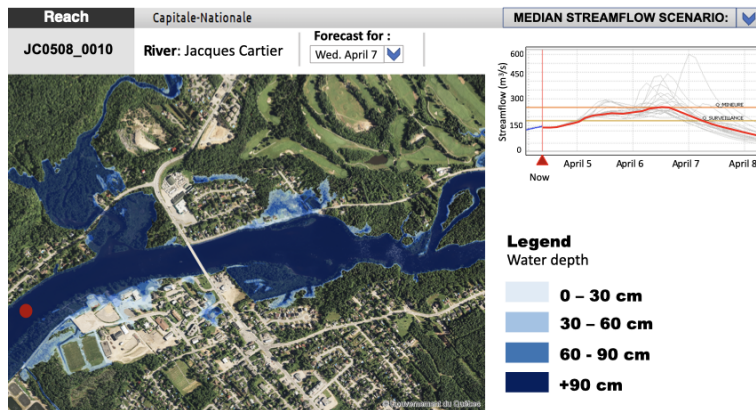 Reach
Capitale-Nationale
MEDIAN STREAMFLOW SCENARIO:
JC0508_0010
River: Jacques Cartier
Forecast for :
Wed. April 7
Streamflow (m³/s)
600
450
300
150
0
Q_MINEURE
Q_SURVEILLANCE
April 5
April 6
April 7
April 8
Now
Legend
Water depth
0 – 30 cm
30 – 60 cm
60 - 90 cm
+90 cm
© Gouvernement du Québec